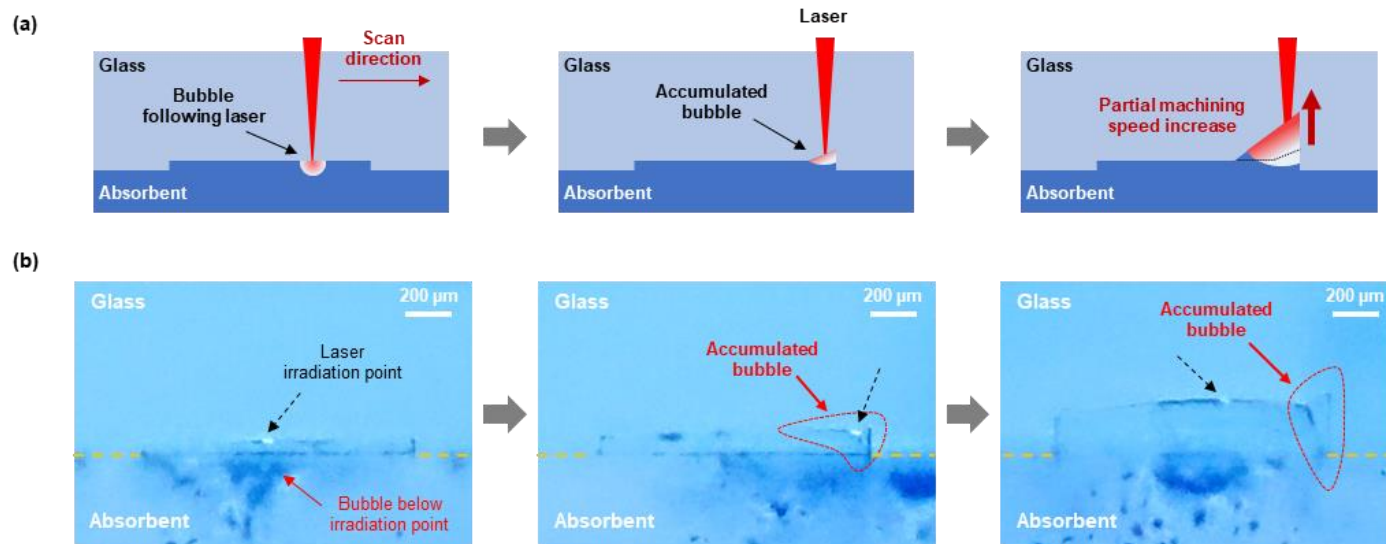 (a)
Glass
Scan
direction
Bubble
following laser
Absorbent
Laser
Glass
Accumulated
bubble
Absorbent
Glass
Partial machining
speed increase
Absorbent
(b)
Glass
200 µm
Laser
irradiation point
Bubble below
irradiation point
Absorbent
Glass
200 µm
Accumulated
bubble
Absorbent
Glass
200 µm
Accumulated
bubble
Absorbent